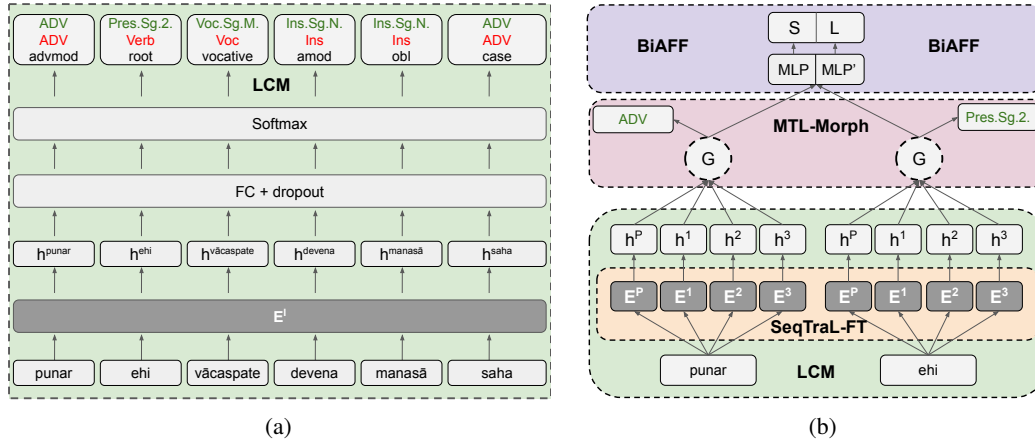 ADV Pres.Sg.2. Voc.Sg.M. Ins.Sg.N. Ins.Sg.N. ADV
ADV Verb Voc Ins Ins ADV
advmod root vocative amod obl case
LCM
Softmax
FC + dropout
h^punar h^ehi h^vācaspate h^devena h^manasā h^saha
E^I
punar ehi vācaspate devena manasā saha
(a)
S L
BiAFF BiAFF
MLP MLP'
ADV MTL-Morph Pres.Sg.2.
G G
h^P h^1 h^2 h^3 h^P h^1 h^2 h^3
E^P E^1 E^2 E^3 E^P E^1 E^2 E^3
SeqTraL-FT
punar LCM ehi
(b)